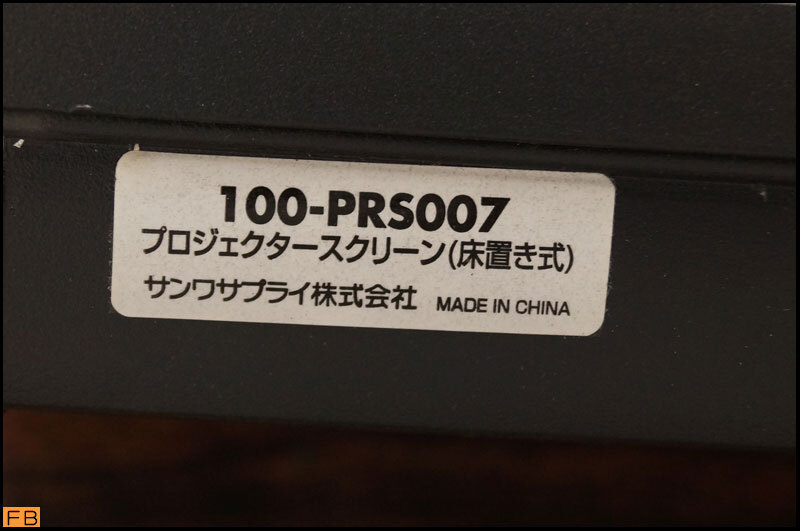 100-PRS007
プロジェクタースクリーン(床置き式)
サンワサプライ株式会社 MADE IN CHINA
FB